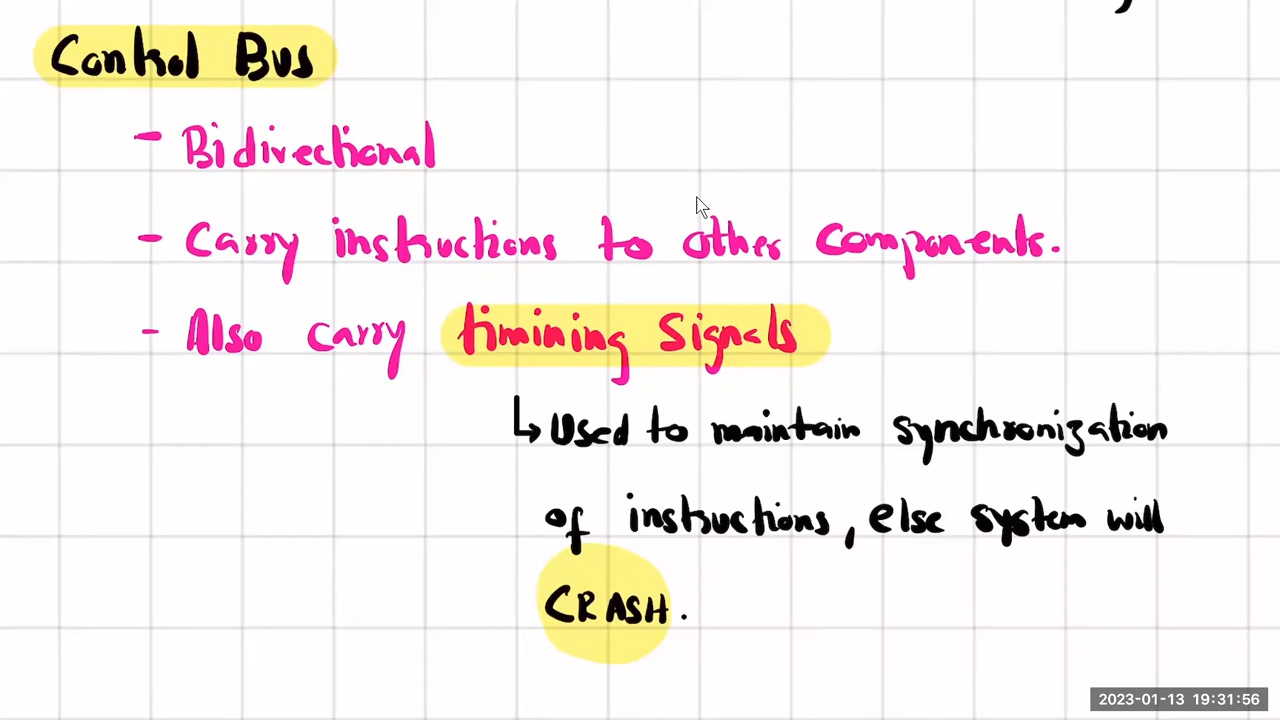 Control Bus
- Bidirectional
- Carry instructions to other components.
- Also carry timining Signals
↳ Used to maintain synchronization
of instructions, else system will
CRASH.
2023-01-13 19:31:56